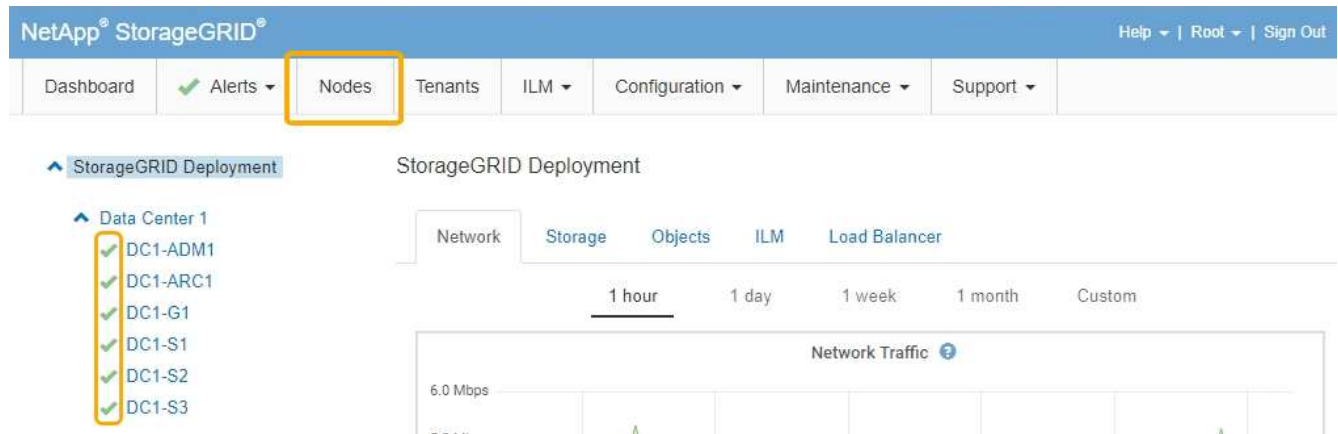 NetApp® StorageGRID®
Help | Root | Sign Out
Dashboard Alerts Nodes Tenants ILM Configuration Maintenance Support
StorageGRID Deployment
StorageGRID Deployment
Data Center 1
DC1-ADM1
DC1-ARC1
DC1-G1
DC1-S1
DC1-S2
DC1-S3
Network Storage Objects ILM Load Balancer
1 hour 1 day 1 week 1 month Custom
Network Traffic ?
6.0 Mbps